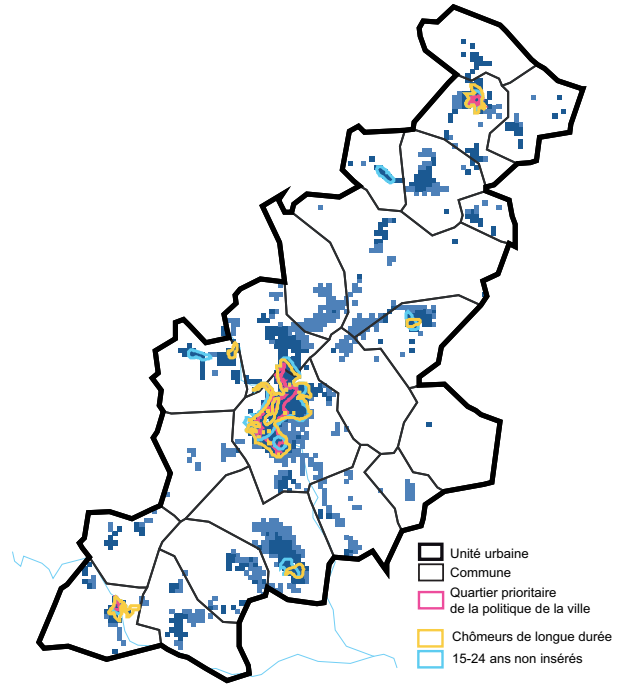 Unité urbaine
Commune
Quartier prioritaire
de la politique de la ville
Chômeurs de longue durée
15-24 ans non insérés